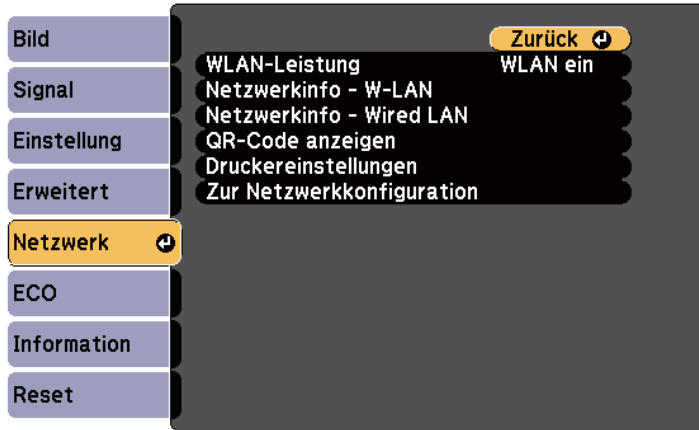 Bild
Signal
Einstellung
Erweitert
Netzwerk
ECO
Information
Reset
Zurück
WLAN-Leistung WLAN ein
Netzwerkinfo - W-LAN
Netzwerkinfo - Wired LAN
QR-Code anzeigen
Druckereinstellungen
Zur Netzwerkkonfiguration